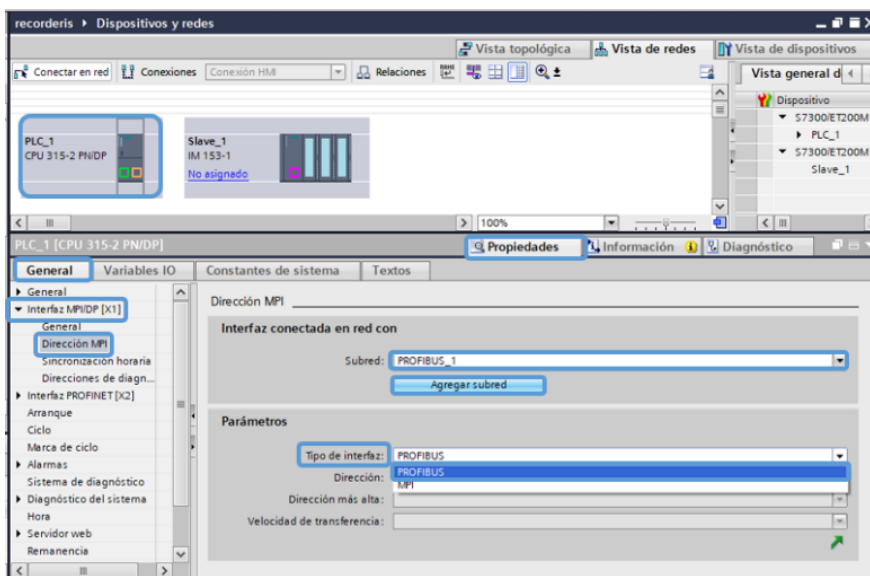 recorderis ▸ Dispositivos y redes
Vista topológica Vista de redes Vista de dispositivos
Conectar en red Conexiones Conexión HMI Relaciones Vista general d
Dispositivo
S7300/ET200M
PLC_1
S7300/ET200M
Slave_1
PLC_1
CPU 315-2 PN/DP
Slave_1
IM 153-1
No asignado
100%
PLC_1 [CPU 315-2 PN/DP]
Propiedades Información Diagnóstico
General Variables IO Constantes de sistema Textos
General
Interfaz MPI/DP [X1]
General
Dirección MPI
Sincronización horaria
Direcciones de diagn...
Interfaz PROFINET [X2]
Arranque
Ciclo
Marca de ciclo
Alarmas
Sistema de diagnóstico
Diagnóstico del sistema
Hora
Servidor web
Remanencia
Dirección MPI
Interfaz conectada en red con
Subred: PROFIBUS_1
Agregar subred
Parámetros
Tipo de interfaz: PROFIBUS
PROFIBUS
MPI
Dirección:
Dirección más alta:
Velocidad de transferencia: